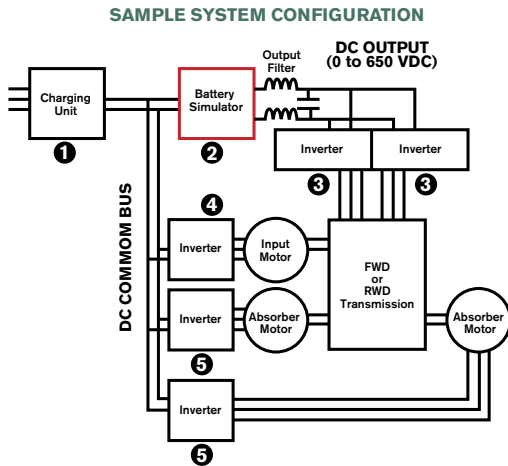 SAMPLE SYSTEM CONFIGURATION
Output
Filter
DC OUTPUT
(0 to 650 VDC)
Charging
Unit
1
Battery
Simulator
2
Inverter
Inverter
3
3
DC COMMOM BUS
4
Inverter
Input
Motor
FWD
or
RWD
Transmission
Inverter
Absorber
Motor
Absorber
Motor
5
Inverter
5